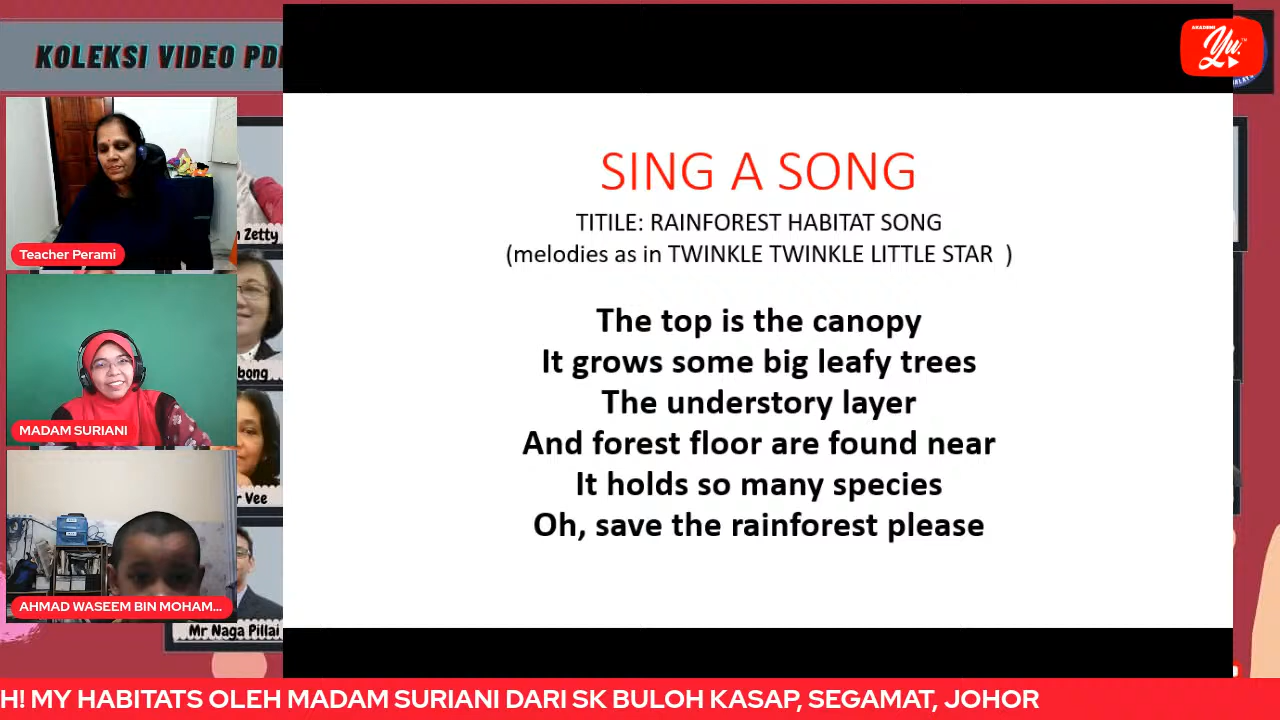 KOLEKSI VIDEO PD
AKADEMI
Yu
Zetty
Teacher Perami
MADAM SURIANI
bong
r Vee
AHMAD WASEEM BIN MOHAM...
Mr Naga Pillai
SING A SONG
TITILE: RAINFOREST HABITAT SONG
(melodies as in TWINKLE TWINKLE LITTLE STAR )
The top is the canopy
It grows some big leafy trees
The understory layer
And forest floor are found near
It holds so many species
Oh, save the rainforest please
H! MY HABITATS OLEH MADAM SURIANI DARI SK BULOH KASAP, SEGAMAT, JOHOR